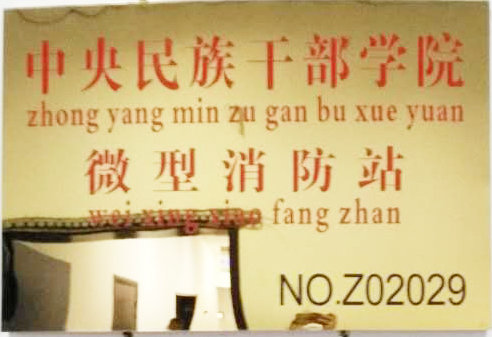 中央民族干部学院
zhong yang min zu gan bu xue yuan
微型消防站
wei xing xiao fang zhan
NO.Z02029